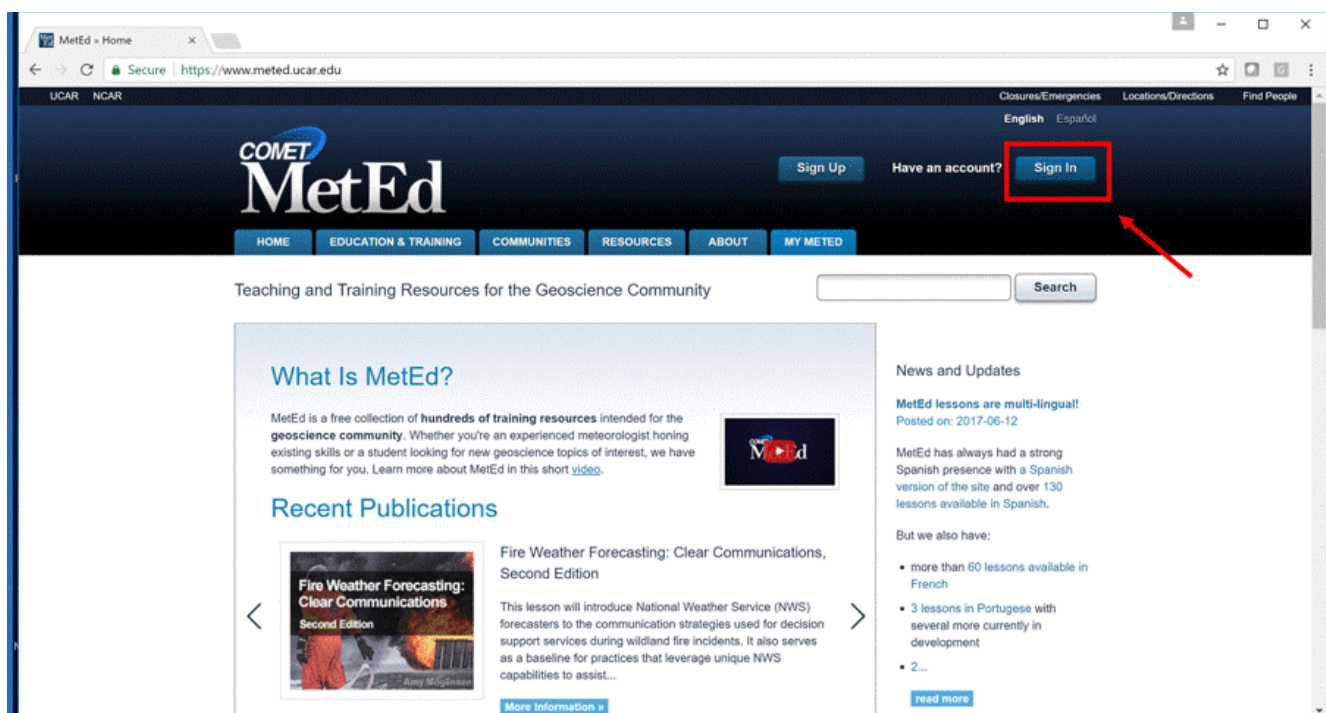 MetEd » Home
Secure | https://www.meted.ucar.edu
UCAR NCAR
Closures/Emergencies Locations/Directions Find People
English Español
COMET
MetEd
Sign Up Have an account? Sign In
HOME EDUCATION & TRAINING COMMUNITIES RESOURCES ABOUT MY METED
Teaching and Training Resources for the Geoscience Community
Search
What Is MetEd?
MetEd is a free collection of hundreds of training resources intended for the
geoscience community. Whether you're an experienced meteorologist honing
existing skills or a student looking for new geoscience topics of interest, we have
something for you. Learn more about MetEd in this short video.
COMET
MetEd
Recent Publications
Fire Weather Forecasting:
Clear Communications
Second Edition
Amy Mogensen
Fire Weather Forecasting: Clear Communications,
Second Edition
This lesson will introduce National Weather Service (NWS)
forecasters to the communication strategies used for decision
support services during wildland fire incidents. It also serves
as a baseline for practices that leverage unique NWS
capabilities to assist...
More Information »
News and Updates
MetEd lessons are multi-lingual!
Posted on: 2017-06-12
MetEd has always had a strong
Spanish presence with a Spanish
version of the site and over 130
lessons available in Spanish.
But we also have:
▪ more than 60 lessons available in
French
▪ 3 lessons in Portugese with
several more currently in
development
▪ 2...
read more